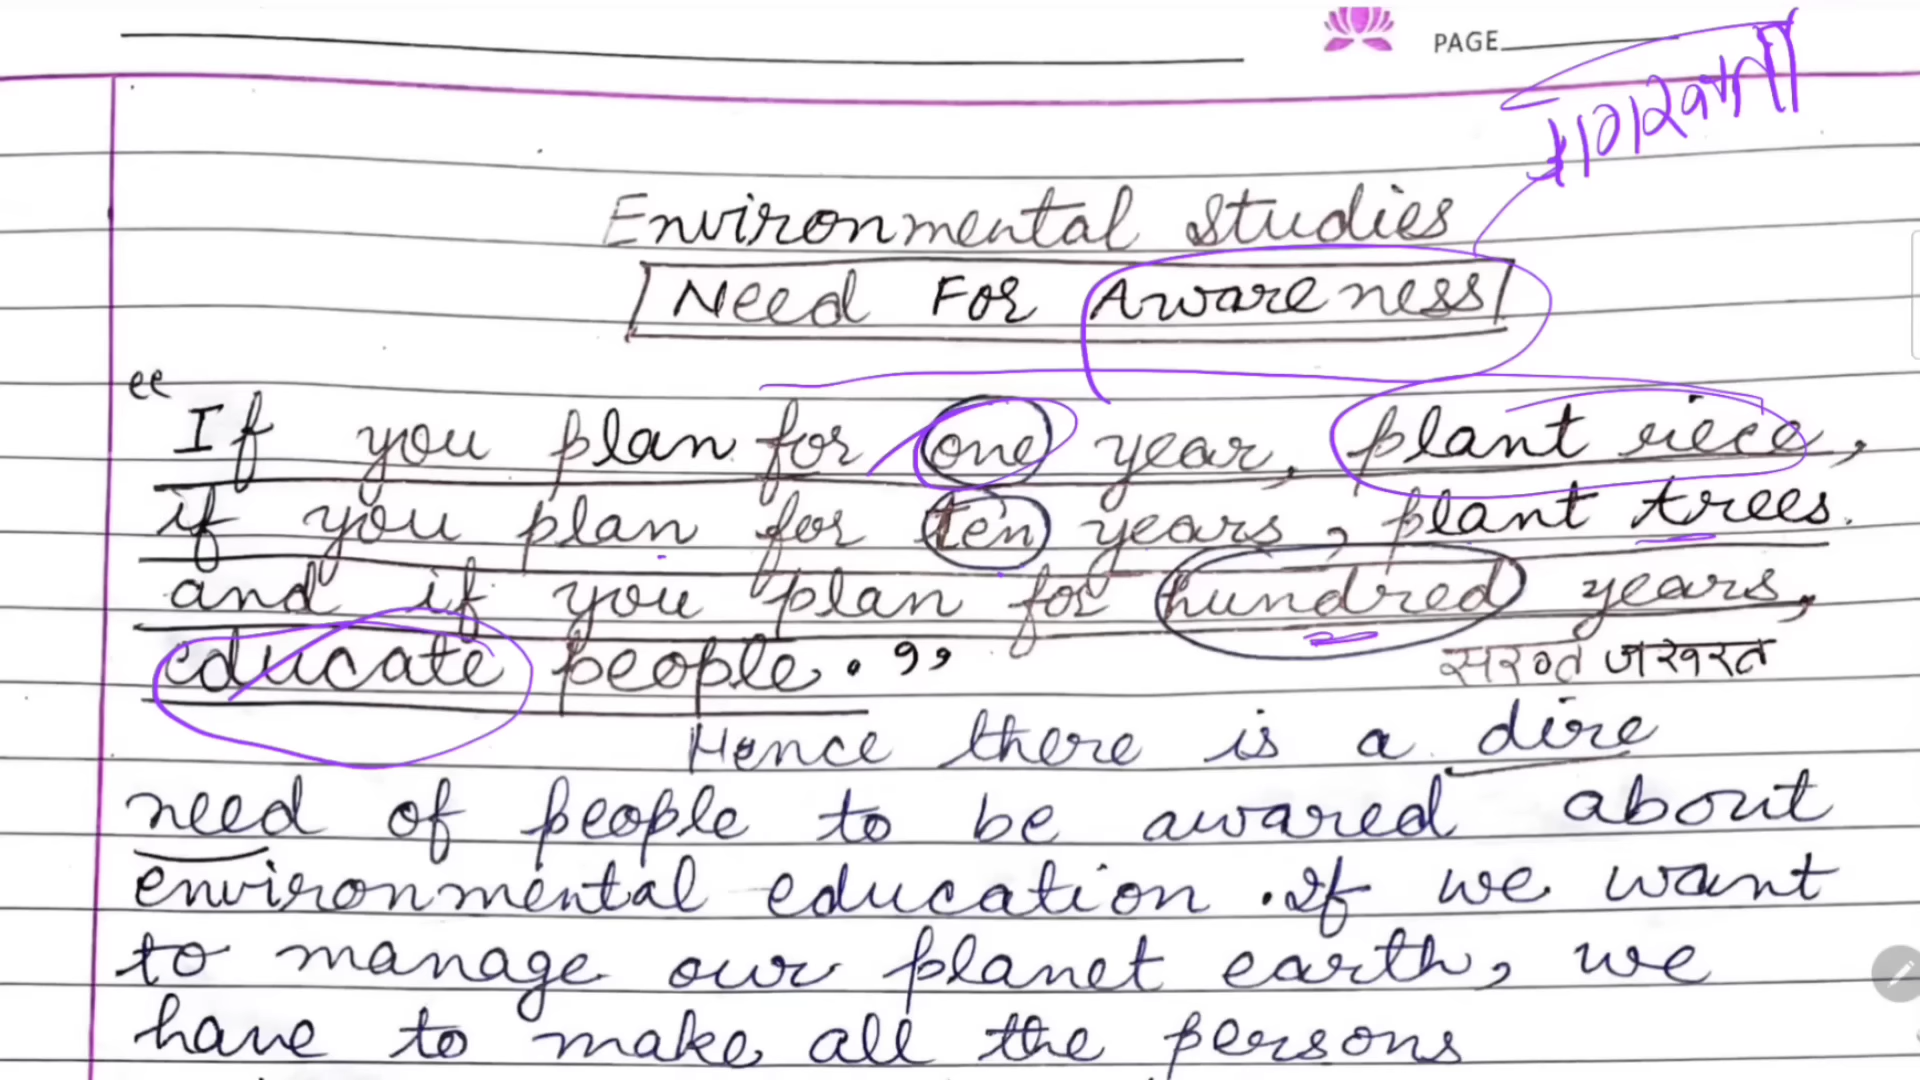 PAGE
जागरूकता
Environmental Studies
Need For Awareness
"If you plan for one year, plant riece,
if you plan for ten years, plant trees.
and if you plan for hundred years,
educate people."
सख्त जरूरत
Hence there is a dire
need of people to be awared about
environmental education. If we want
to manage our planet earth, we
have to make all the persons